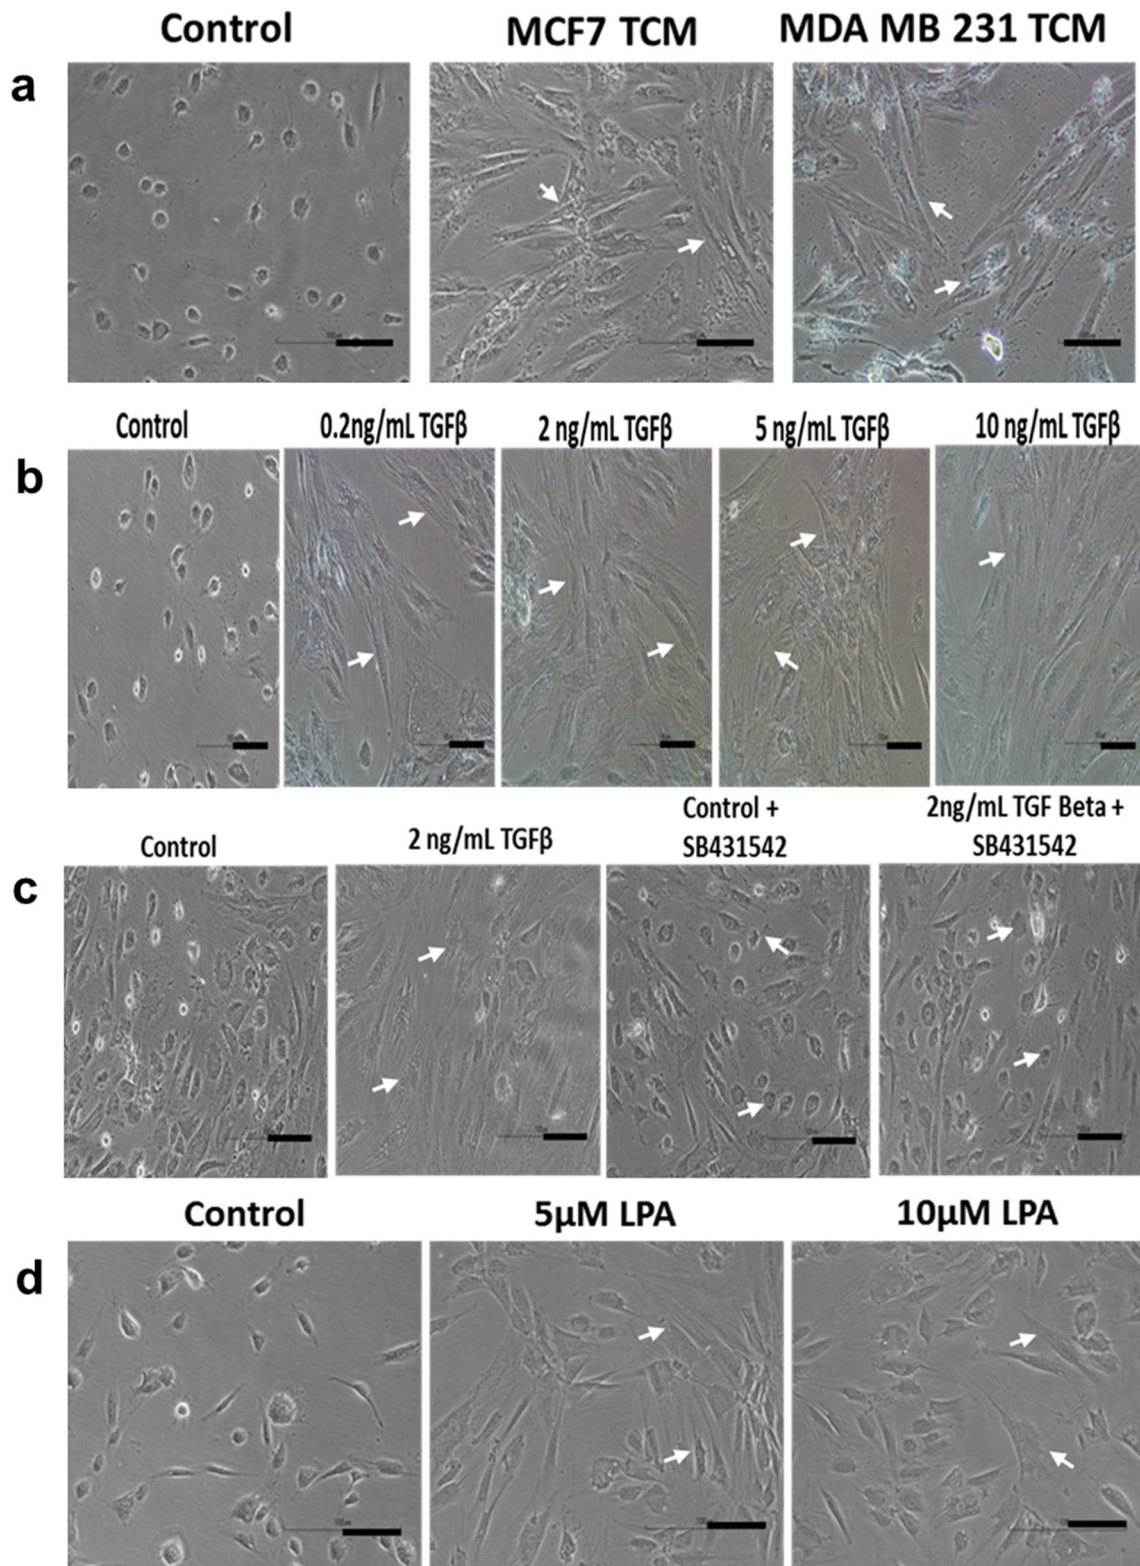 Control
MCF7 TCM
MDA MB 231 TCM
a
Control
0.2ng/mL TGFβ
2 ng/mL TGFβ
5 ng/mL TGFβ
10 ng/mL TGFβ
b
Control
2 ng/mL TGFβ
Control +
SB431542
2ng/mL TGF Beta +
SB431542
c
Control
5µM LPA
10µM LPA
d